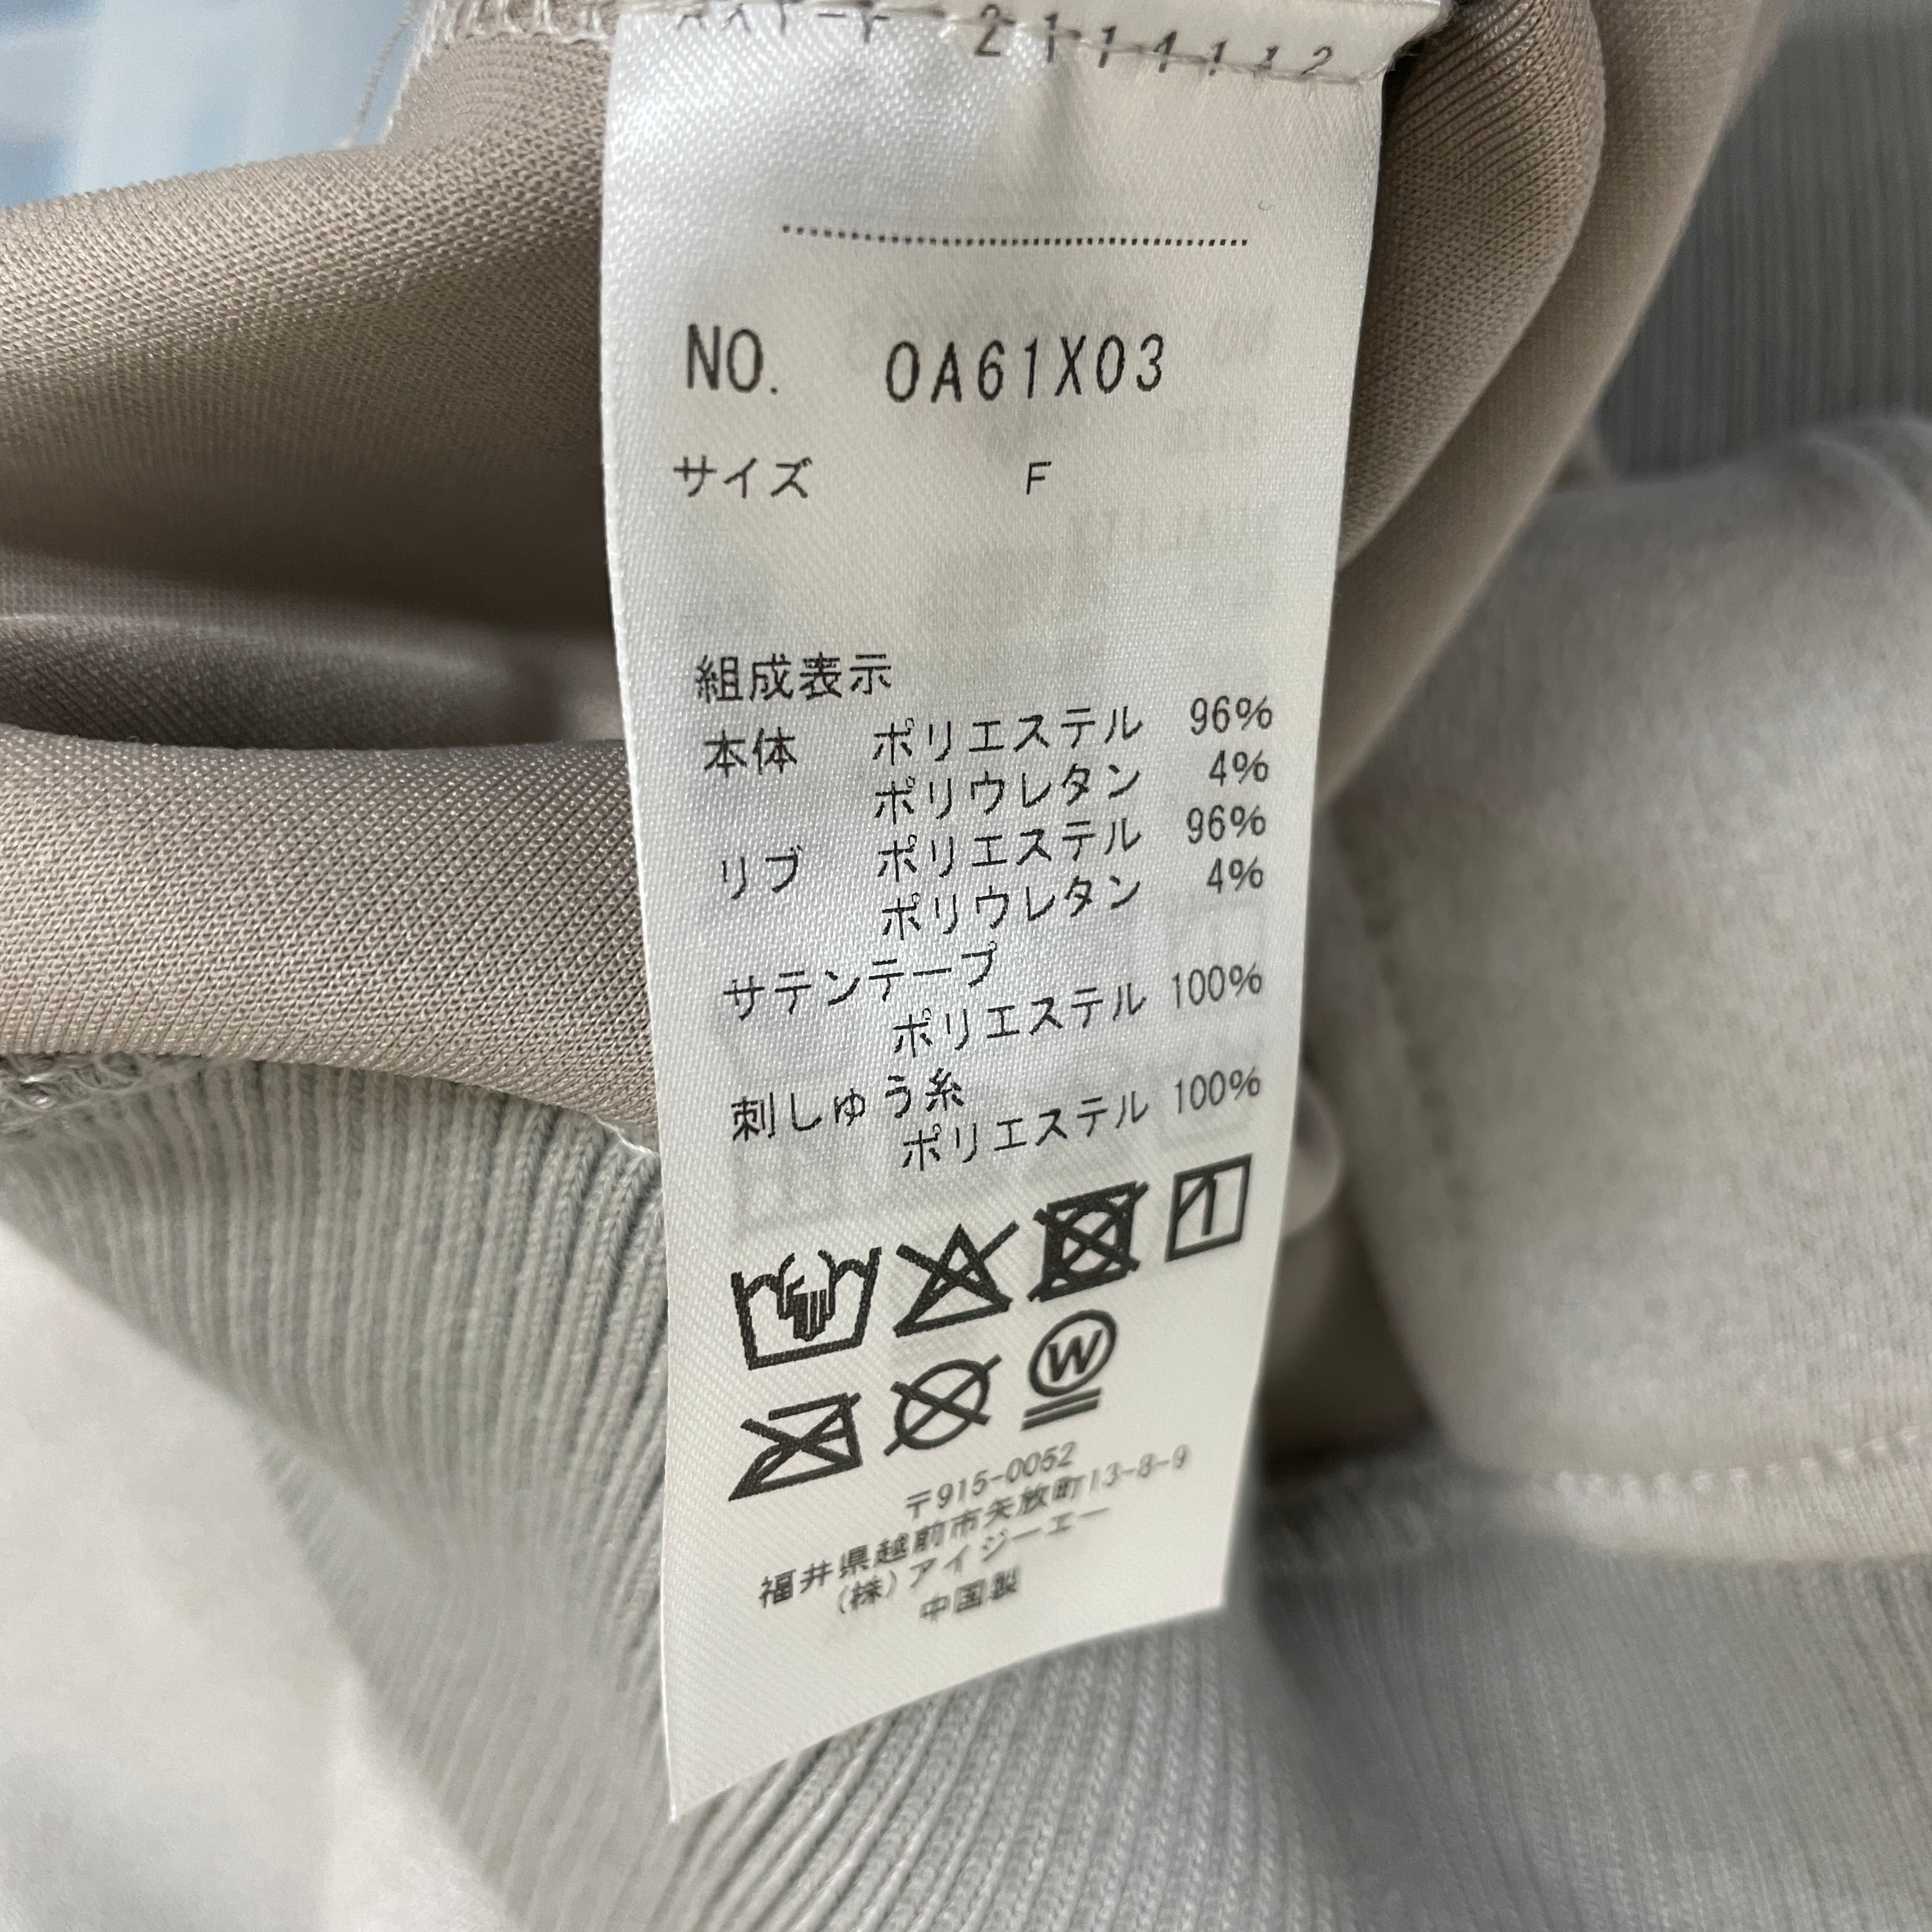 NO. 0A61X03
サイズ F
組成表示
本体 ポリエステル 96%
ポリウレタン 4%
リブ ポリエステル 96%
ポリウレタン 4%
サテンテープ
ポリエステル 100%
刺しゅう糸
ポリエステル 100%
W
〒915-0052
福井県越前市矢放町13-8-9
(株)アイジーエー
中国製